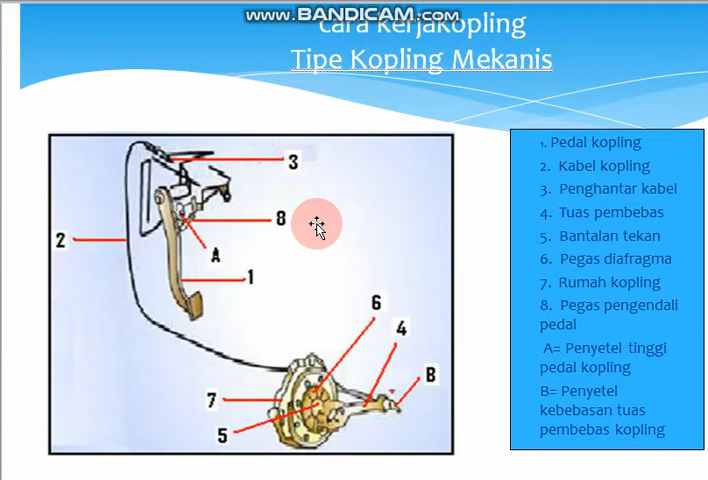 www.BANDICAM.com
cara kerjakopling
Tipe Kopling Mekanis
3
8
2
A
1
6
4
B
7
5
1. Pedal kopling
2. Kabel kopling
3. Penghantar kabel
4. Tuas pembebas
5. Bantalan tekan
6. Pegas diafragma
7. Rumah kopling
8. Pegas pengendali
pedal
A= Penyetel tinggi
pedal kopling
B= Penyetel
kebebasan tuas
pembebas kopling